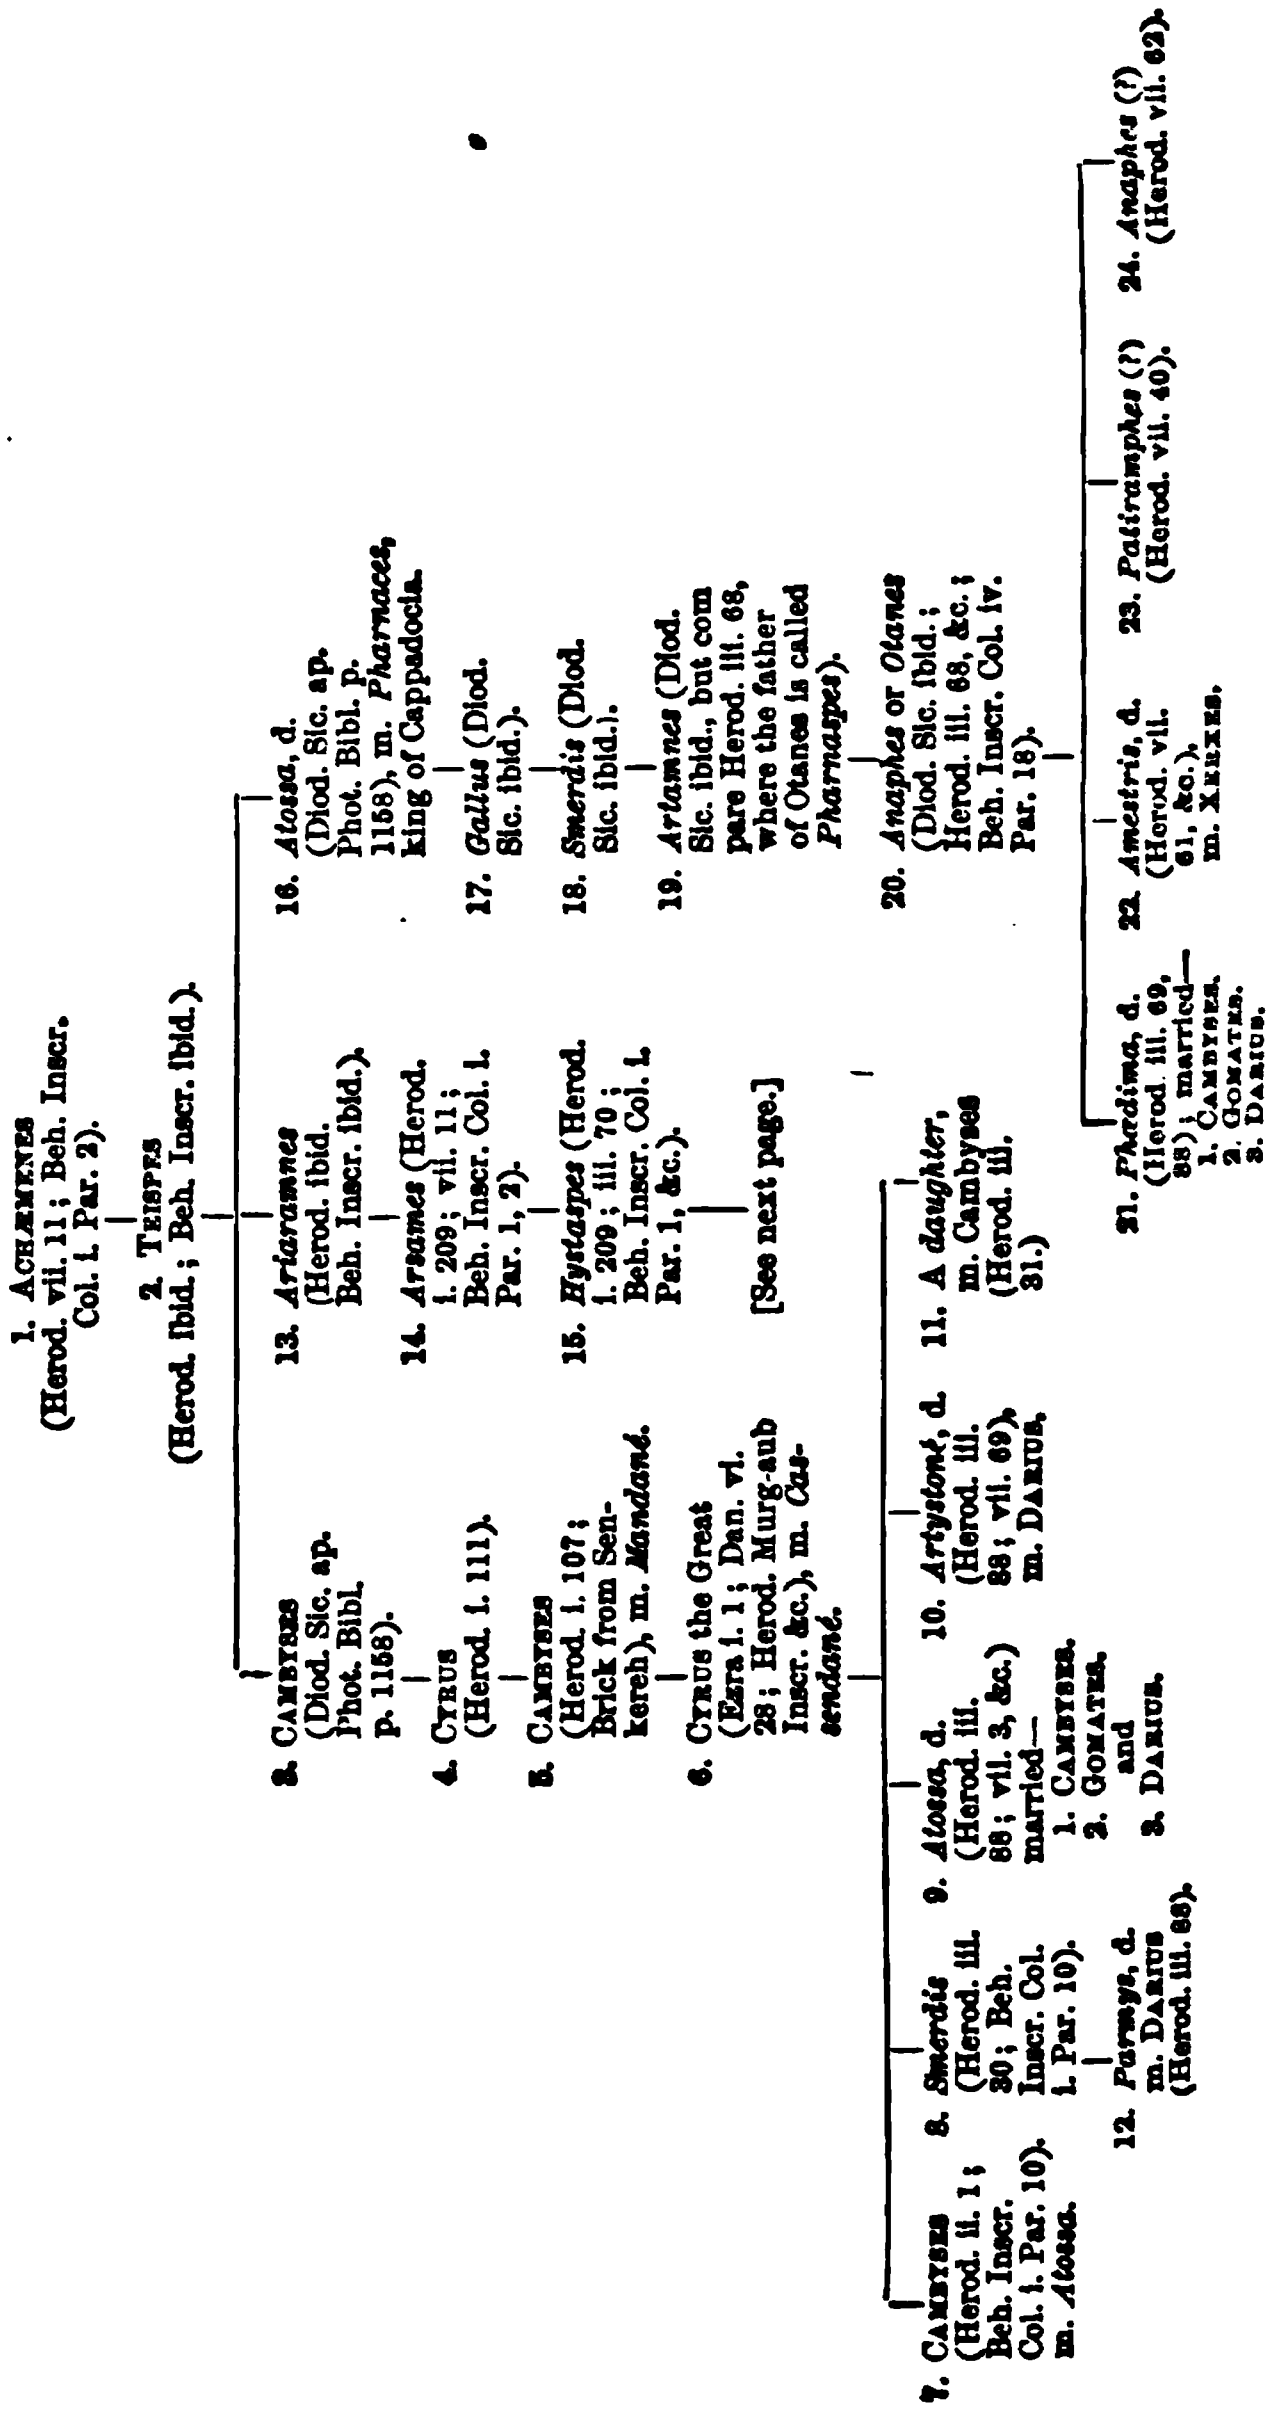 1. ACHÆMENES
(Herod. vii. 11; Beh. Inscr.
Col. i. Par. 2).
2. TEISPES
(Herod. ibid.; Beh. Inscr. ibid.).
3. CAMBYSES
(Diod. Sic. ap.
Phot. Bibl.
p. 1158).
4. CYRUS
(Herod. i. 111).
5. CAMBYSES
(Herod. i. 107;
Brick from Sen-
kereh), m. Mandané.
6. CYRUS the Great
(Ezra i. 1; Dan. vi.
28; Herod. Murg-aub
Inscr. &c.), m. Cas-
sendané.
13. Ariaramnes
(Herod. ibid.
Beh. Inscr. ibid.).
14. Arsames (Herod.
i. 209; vii. 11;
Beh. Inscr. Col. i.
Par. 1, 2).
15. Hystaspes (Herod.
i. 209; iii. 70;
Beh. Inscr. Col. i.
Par. 1, &c.).
[See next page.]
16. Atossa, d.
(Diod. Sic. ap.
Phot. Bibl. p.
1158), m. Pharnaces,
king of Cappadocia.
17. Gallus (Diod.
Sic. ibid.).
18. Smerdis (Diod.
Sic. ibid.).
19. Artamnes (Diod.
Sic. ibid., but com
pare Herod. iii. 68,
where the father
of Otanes is called
Pharnaspes).
20. Anaphes or Otanes
(Diod. Sic. ibid.;
Herod. iii. 68, &c.;
Beh. Inscr. Col. iv.
Par. 18).
7. CAMBYSES
(Herod. ii. 1;
Beh. Inscr.
Col. i. Par. 10).
m. Atossa.
8. Smerdis
(Herod. iii.
30; Beh.
Inscr. Col.
i. Par. 10).
12. Parmys, d.
m. DARIUS
(Herod. iii. 88).
9. Atossa, d.
(Herod. iii.
88; vii. 3, &c.)
married—
1. CAMBYSES.
2. GOMATES.
and
3. DARIUS.
10. Artystoné, d.
(Herod. iii.
88; vii. 69),
m. DARIUS.
11. A daughter,
m. Cambyses
(Herod. iii.
31.)
21. Phædima, d.
(Herod. iii. 69,
88); married—
1. CAMBYSES.
2. GOMATES.
3. DARIUS.
22. Amestris, d.
(Herod. vii.
61, &c.),
m. XERXES.
23. Patiramphes (?)
(Herod. vii. 40).
24. Anaphes (?)
(Herod. vii. 62).